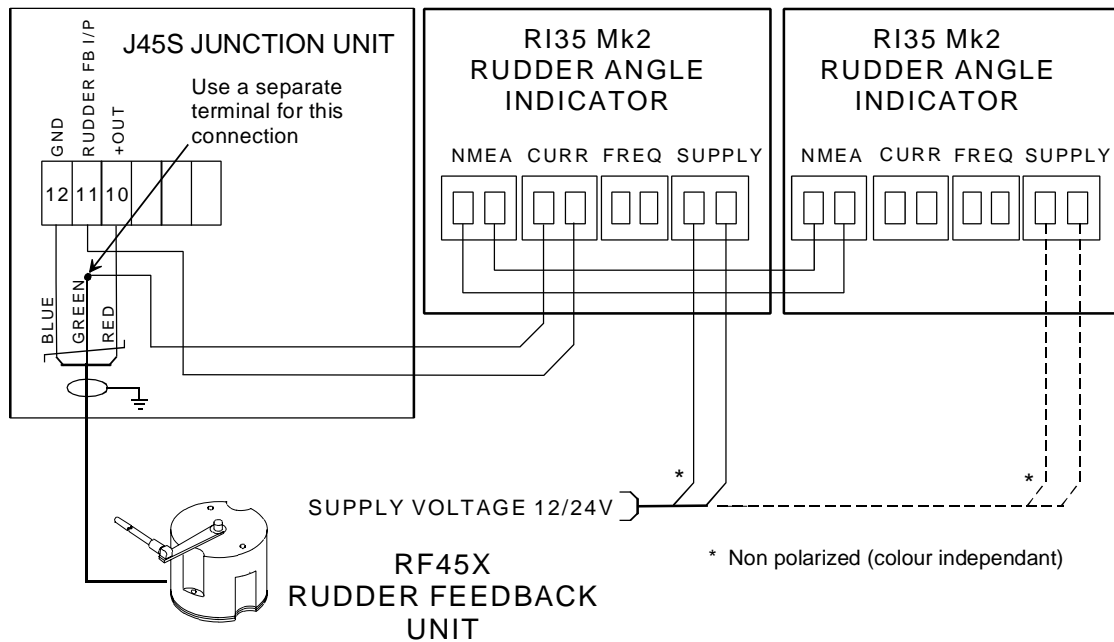 J45S JUNCTION UNIT
Use a separate
terminal for this
connection
GND
RUDDER FB I/P
+OUT
12 11 10
BLUE
GREEN
RED
RI35 Mk2
RUDDER ANGLE
INDICATOR
NMEA CURR FREQ SUPPLY
RI35 Mk2
RUDDER ANGLE
INDICATOR
NMEA CURR FREQ SUPPLY
*
*
SUPPLY VOLTAGE 12/24V
* Non polarized (colour independant)
RF45X
RUDDER FEEDBACK
UNIT